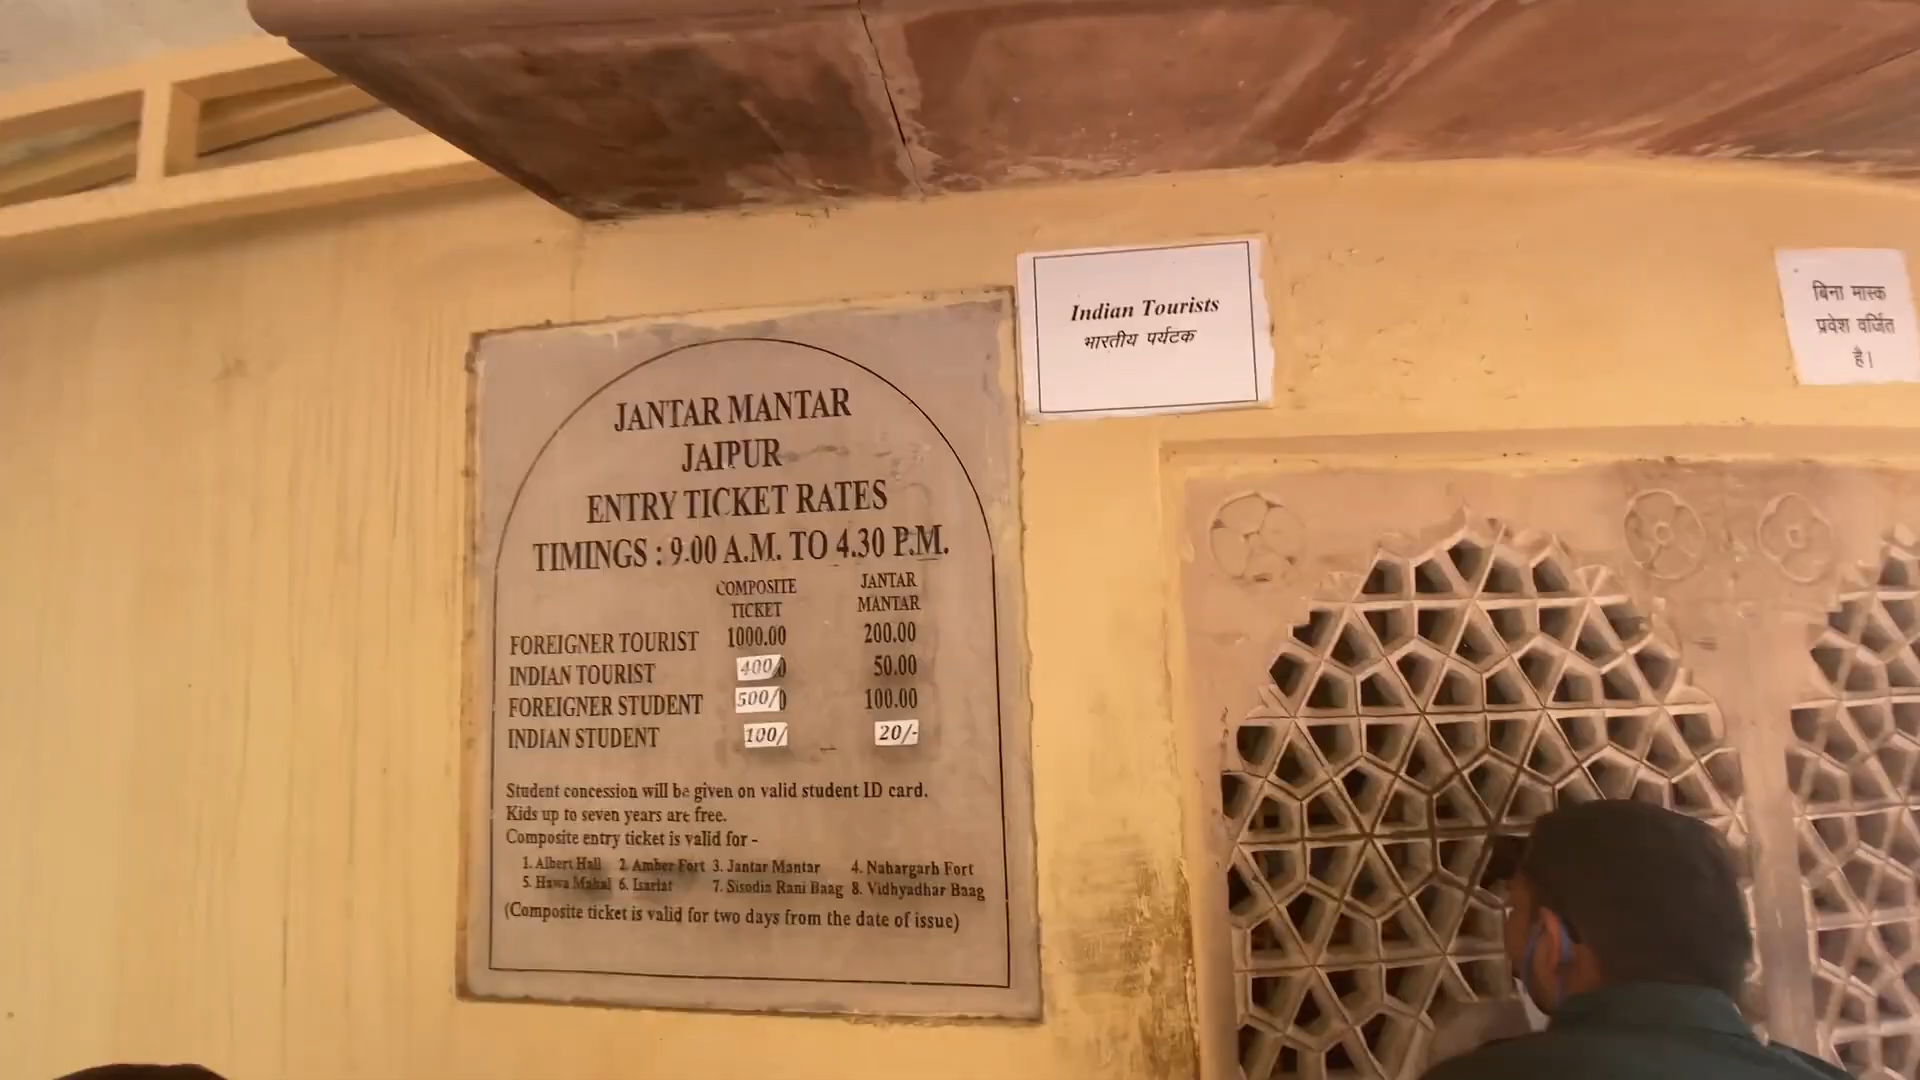 JANTAR MANTAR
JAIPUR
ENTRY TICKET RATES
TIMINGS : 9.00 A.M. TO 4.30 P.M.
COMPOSITE TICKET JANTAR MANTAR
FOREIGNER TOURIST 1000.00 200.00
INDIAN TOURIST 400/ 50.00
FOREIGNER STUDENT 500/ 100.00
INDIAN STUDENT 100/ 20/-
Student concession will be given on valid student ID card.
Kids up to seven years are free.
Composite entry ticket is valid for -
1. Albert Hall 2. Amber Fort 3. Jantar Mantar 4. Nahargarh Fort
5. Hawa Mahal 6. Isarlat 7. Sisodia Rani Baag 8. Vidhyadhar Baag
(Composite ticket is valid for two days from the date of issue)
Indian Tourists
भारतीय पर्यटक
बिना मास्क
प्रवेश वर्जित
है।